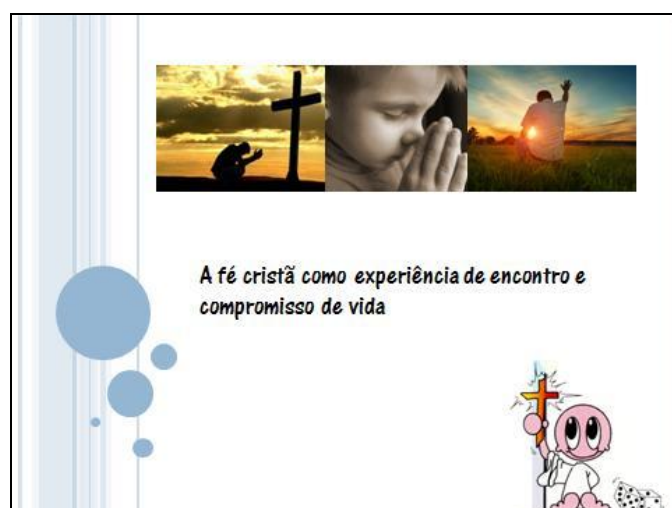 A fé cristã como experiência de encontro e
compromisso de vida